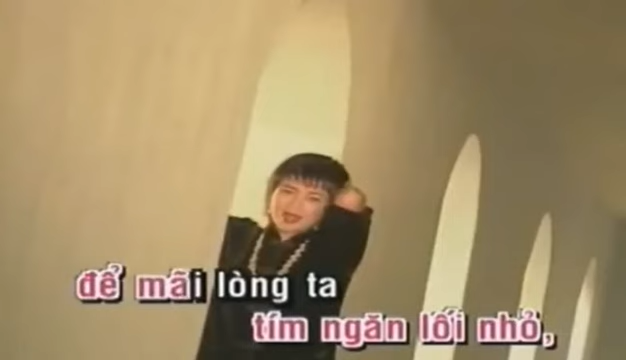 để mãi lòng ta
tím ngăn lối nhỏ,